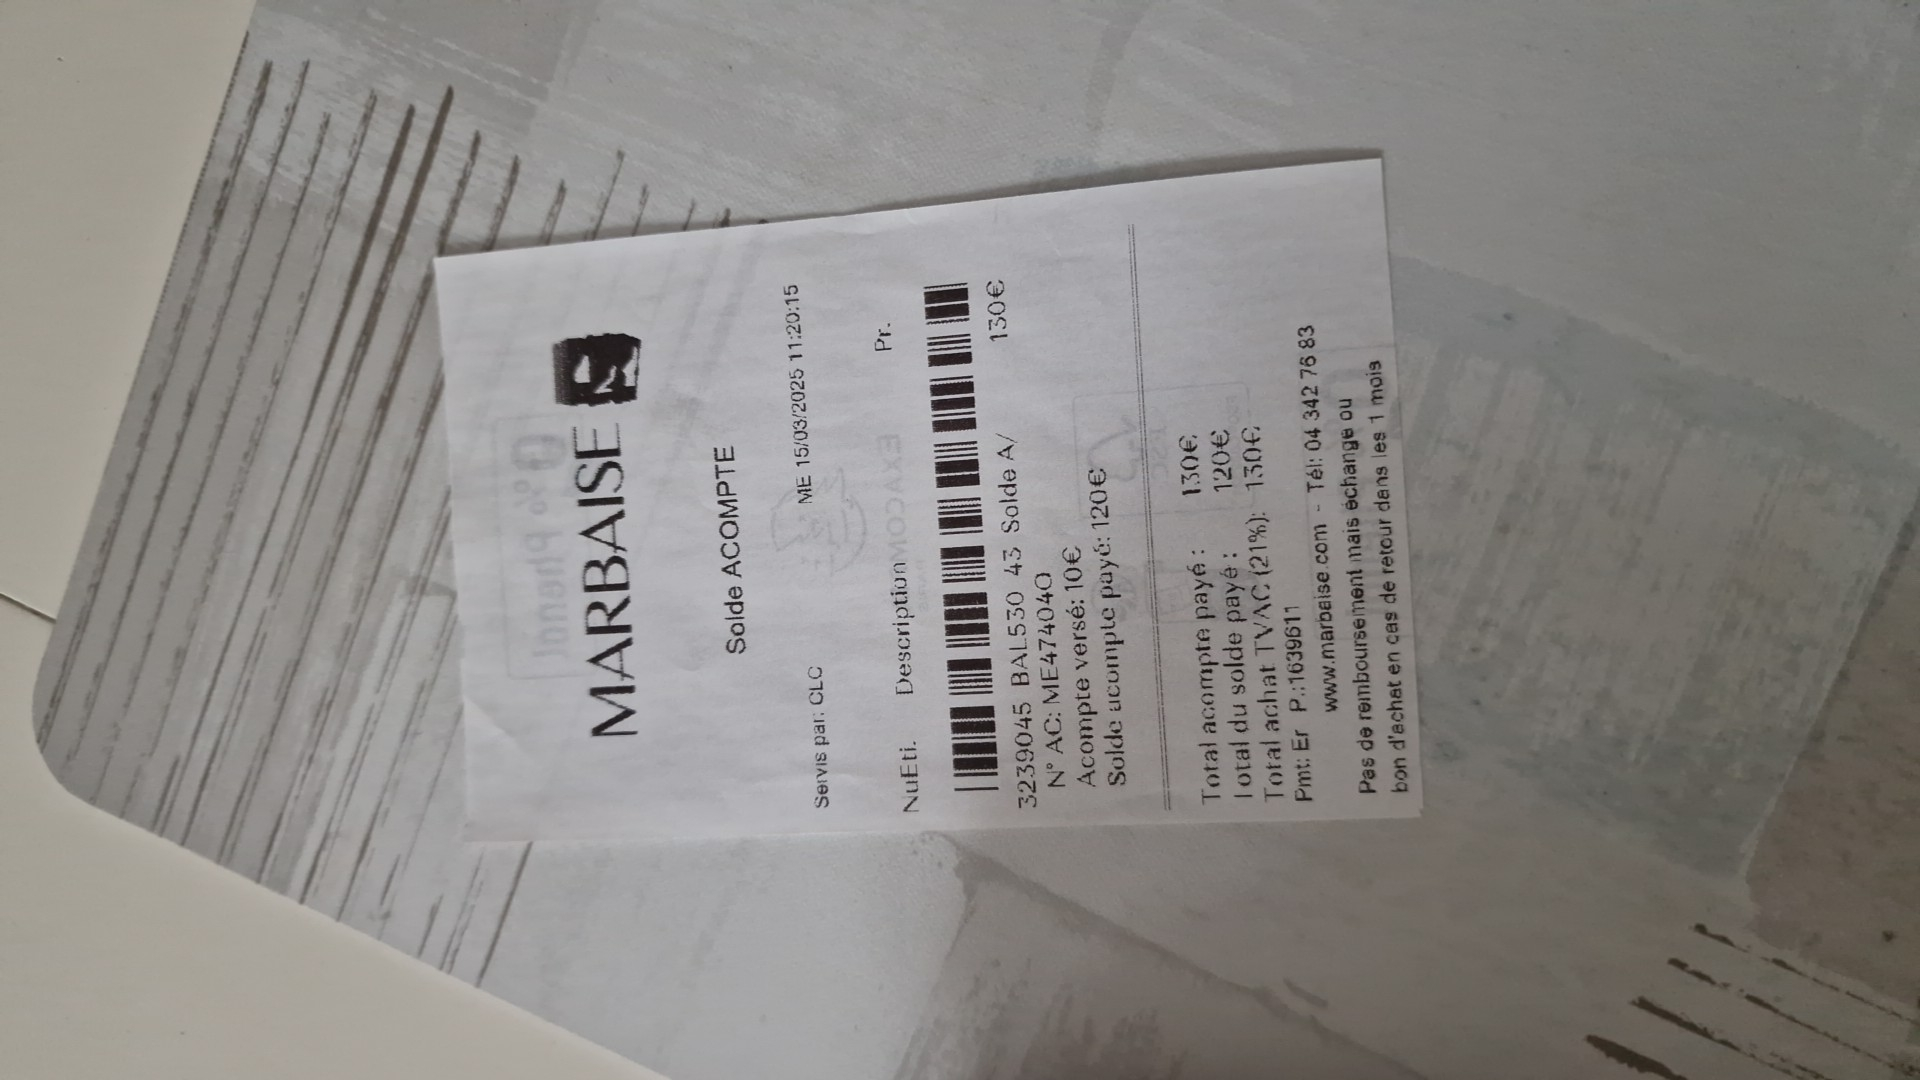 MARBAISE
Solde ACOMPTE
Servis par: CLC ME 15/03/2025 11:20:15
NuEti. Description Pr.
3239045 BAL530 43 Solde A/ 130€
N° AC: ME474040
Acompte versé: 10€
Solde acompte payé: 120€
Total acompte payé : 130€
Total du solde payé : 120€
Total achat TVAC (21%): 130€
Pmt: Er P.:1639611
www.marbaise.com - Tél: 04 342 76 83
Pas de remboursement mais échange ou
bon d'achat en cas de retour dans les 1 mois